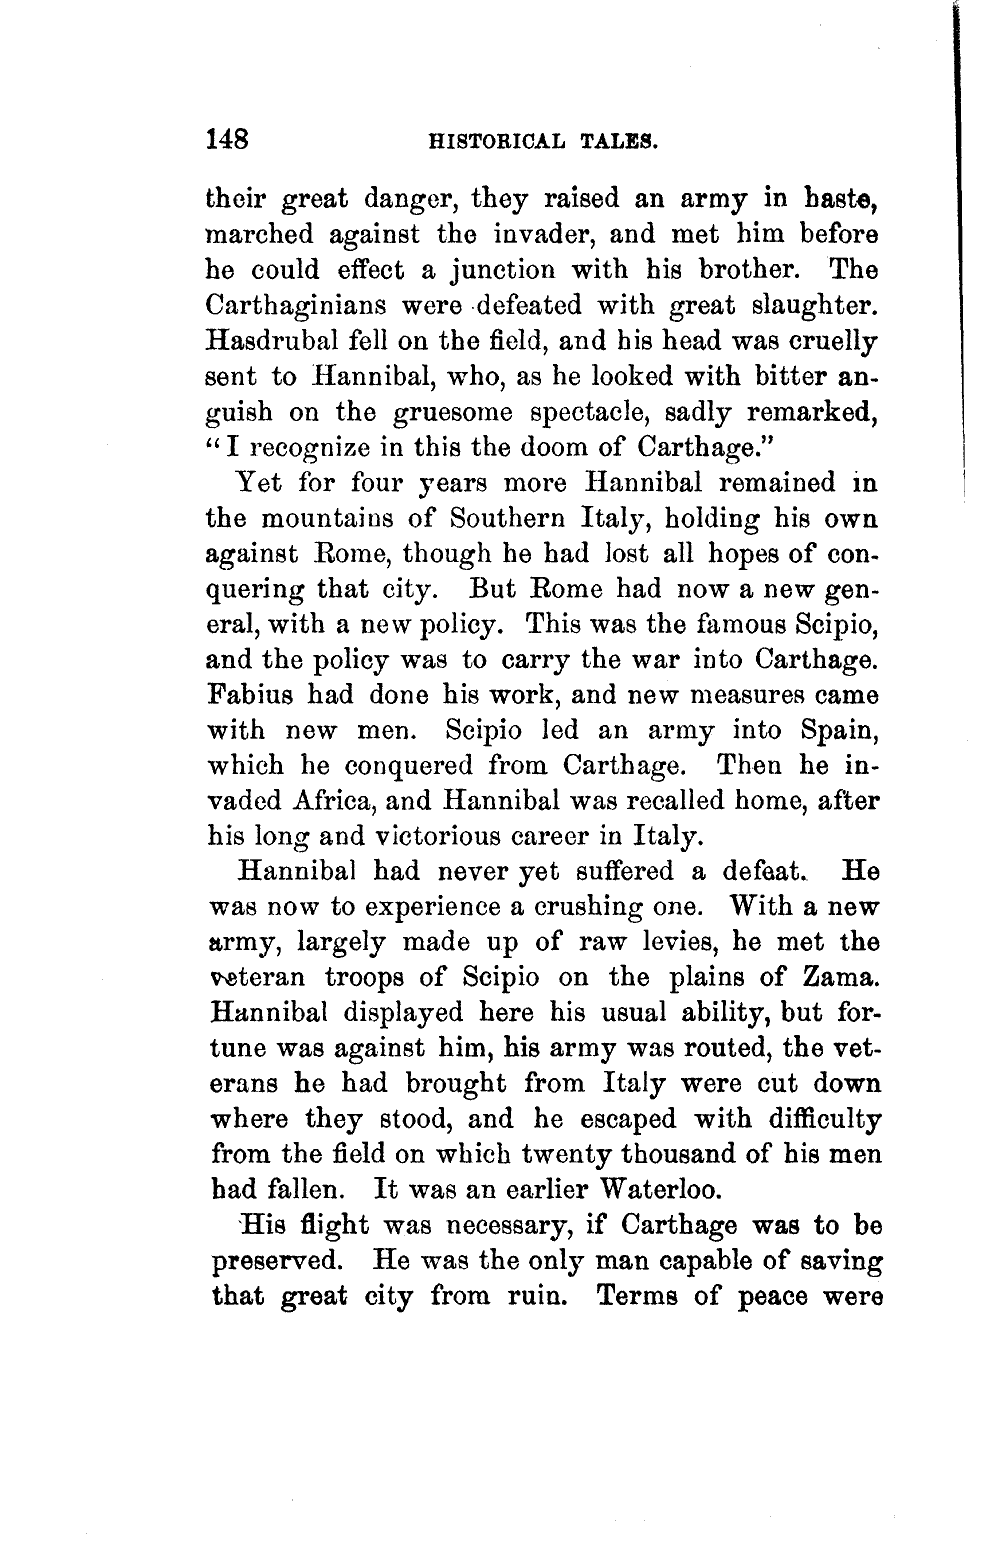 148 HISTORICAL TALES.
their great danger, they raised an army in haste,
marched against the invader, and met him before
he could effect a junction with his brother. The
Carthaginians were defeated with great slaughter.
Hasdrubal fell on the field, and his head was cruelly
sent to Hannibal, who, as he looked with bitter an-
guish on the gruesome spectacle, sadly remarked,
“I recognize in this the doom of Carthage.”
Yet for four years more Hannibal remained in
the mountains of Southern Italy, holding his own
against Rome, though he had lost all hopes of con-
quering that city. But Rome had now a new gen-
eral, with a new policy. This was the famous Scipio,
and the policy was to carry the war into Carthage.
Fabius had done his work, and new measures came
with new men. Scipio led an army into Spain,
which he conquered from Carthage. Then he in-
vaded Africa, and Hannibal was recalled home, after
his long and victorious career in Italy.
Hannibal had never yet suffered a defeat. He
was now to experience a crushing one. With a new
army, largely made up of raw levies, he met the
veteran troops of Scipio on the plains of Zama.
Hannibal displayed here his usual ability, but for-
tune was against him, his army was routed, the vet-
erans he had brought from Italy were cut down
where they stood, and he escaped with difficulty
from the field on which twenty thousand of his men
had fallen. It was an earlier Waterloo.
His flight was necessary, if Carthage was to be
preserved. He was the only man capable of saving
that great city from ruin. Terms of peace were